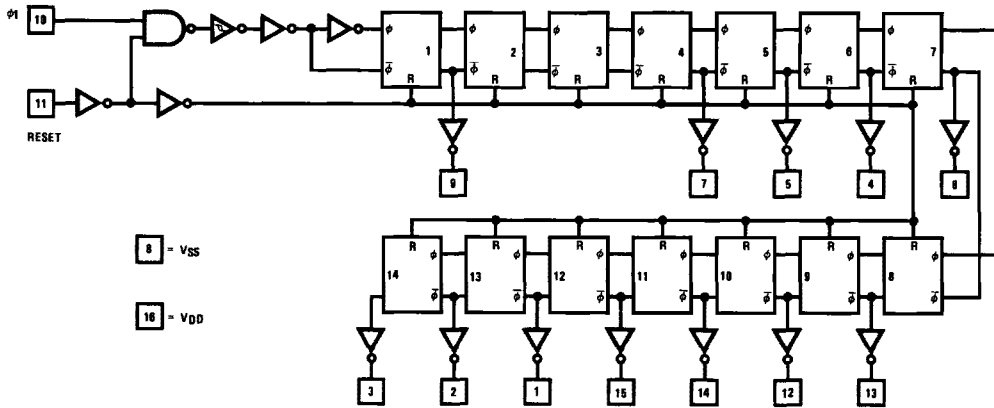 ϕ1 10
ϕ ϕ ϕ ϕ ϕ ϕ ϕ
1 2 3 4 5 6 7
ϕ̅ ϕ̅ ϕ̅ ϕ̅ ϕ̅ ϕ̅ ϕ̅
R R R R R R R
11
RESET
9 7 5 4
R R R R R R R
8 = VSS
ϕ ϕ ϕ ϕ ϕ ϕ ϕ
14 13 12 11 10 9 8
ϕ̅ ϕ̅ ϕ̅ ϕ̅ ϕ̅ ϕ̅ ϕ̅
16 = VDD
3 2 1 15 14 12 13